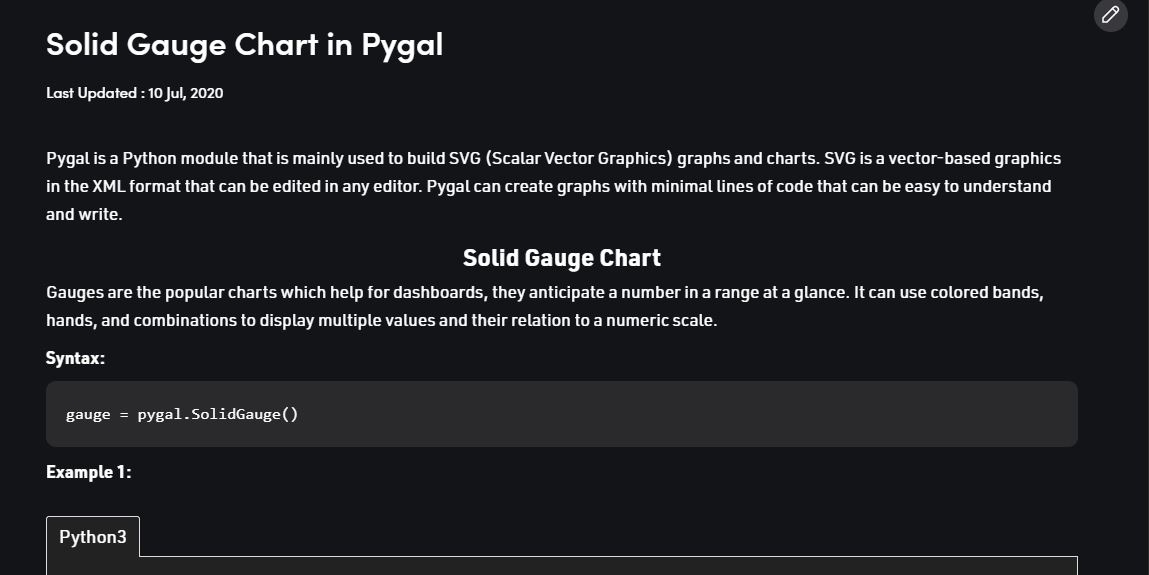 Solid Gauge Chart in Pygal
Last Updated : 10 Jul, 2020
Pygal is a Python module that is mainly used to build SVG (Scalar Vector Graphics) graphs and charts. SVG is a vector-based graphics
in the XML format that can be edited in any editor. Pygal can create graphs with minimal lines of code that can be easy to understand
and write.
Solid Gauge Chart
Gauges are the popular charts which help for dashboards, they anticipate a number in a range at a glance. It can use colored bands,
hands, and combinations to display multiple values and their relation to a numeric scale.
Syntax:
gauge = pygal.SolidGauge()
Example 1:
Python3